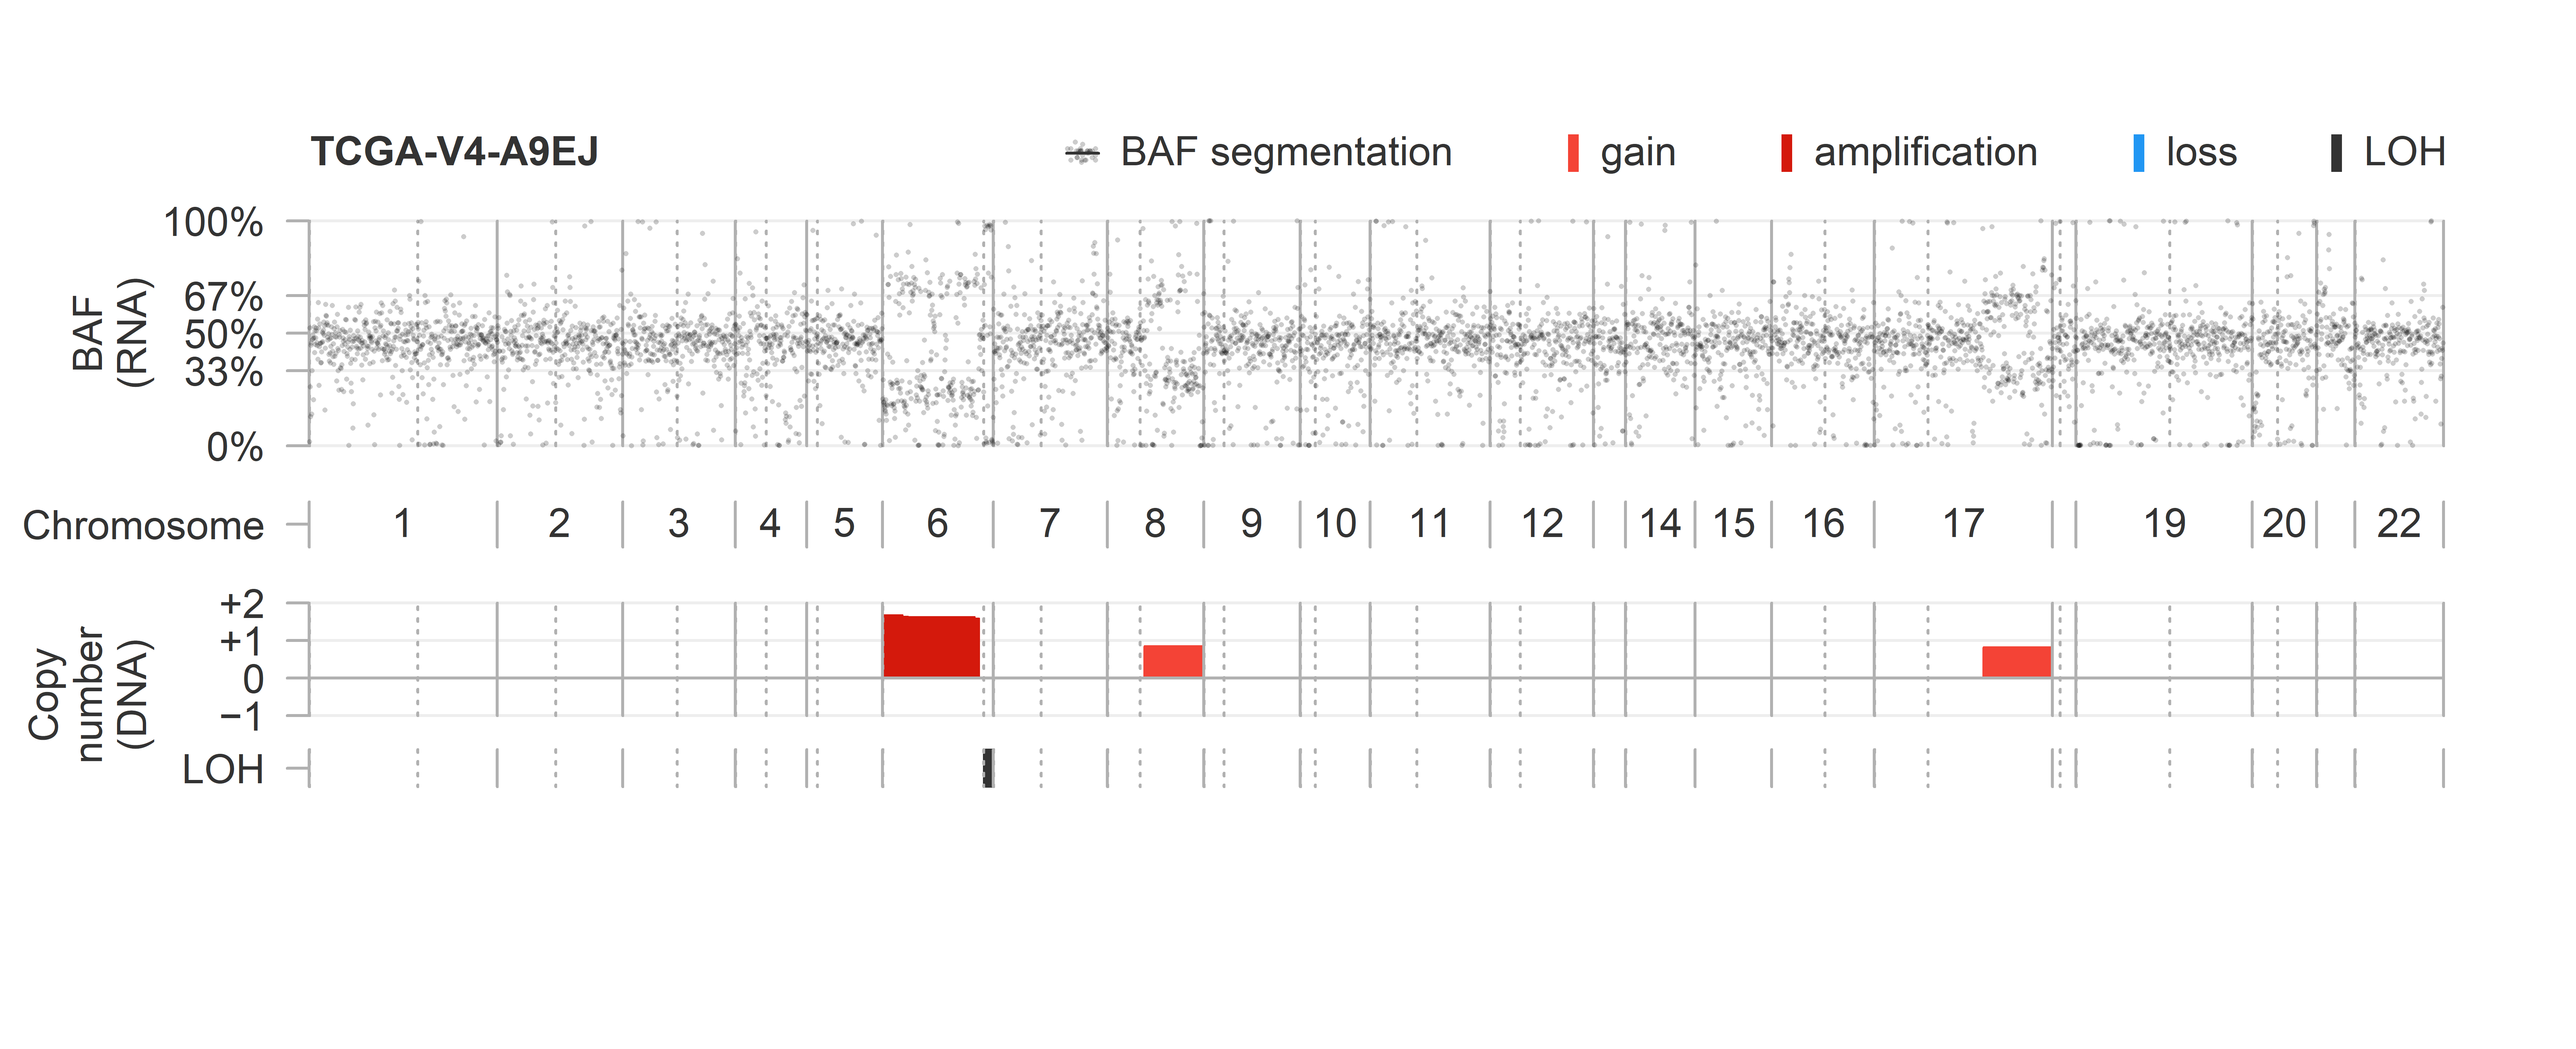 TCGA-V4-A9EJ
BAF segmentation
gain
amplification
loss
LOH
BAF
(RNA)
100%
67%
50%
33%
0%
Chromosome
1 2 3 4 5 6 7 8 9 10 11 12 14 15 16 17 19 20 22
Copy
number
(DNA)
+2
+1
0
−1
LOH